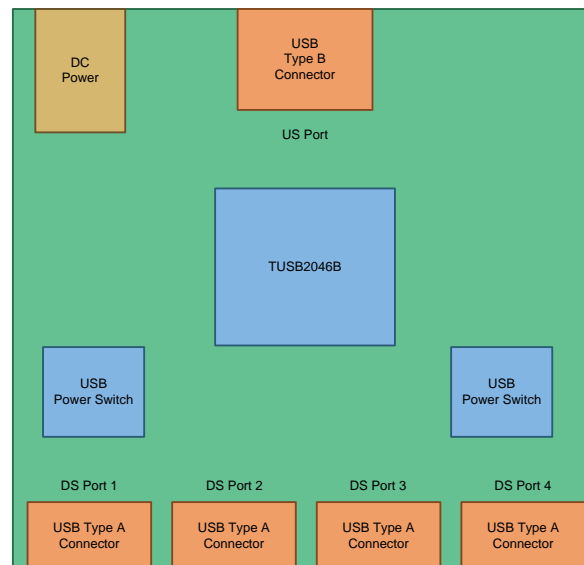 DC
Power
USB
Type B
Connector
US Port
TUSB2046B
USB
Power Switch
USB
Power Switch
DS Port 1
DS Port 2
DS Port 3
DS Port 4
USB Type A
Connector
USB Type A
Connector
USB Type A
Connector
USB Type A
Connector